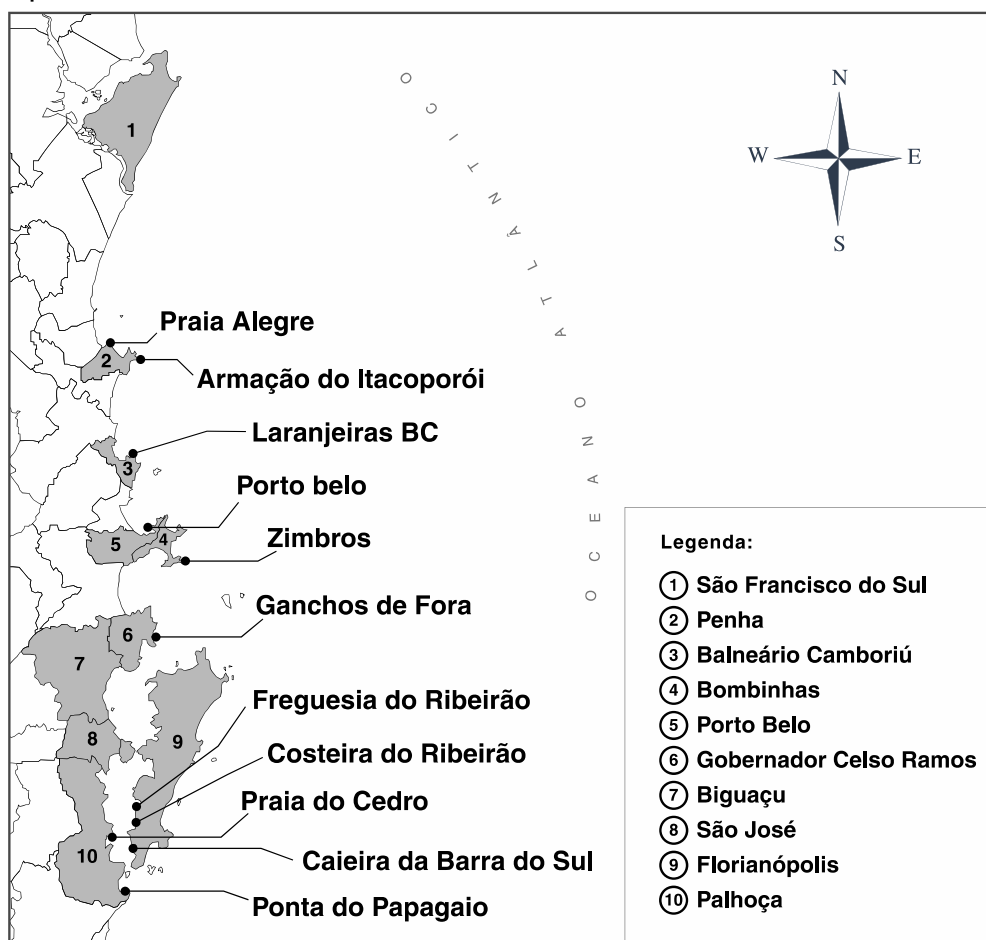 N
W
E
S
OCEANO ATLÂNTICO
1
Praia Alegre
2
Armação do Itacoporói
Laranjeiras BC
3
Porto belo
5
4
Zimbros
Ganchos de Fora
6
7
Freguesia do Ribeirão
8
9
Costeira do Ribeirão
Praia do Cedro
10
Caieira da Barra do Sul
Ponta do Papagaio
Legenda:
1 São Francisco do Sul
2 Penha
3 Balneário Camboriú
4 Bombinhas
5 Porto Belo
6 Gobernador Celso Ramos
7 Biguaçu
8 São José
9 Florianópolis
10 Palhoça